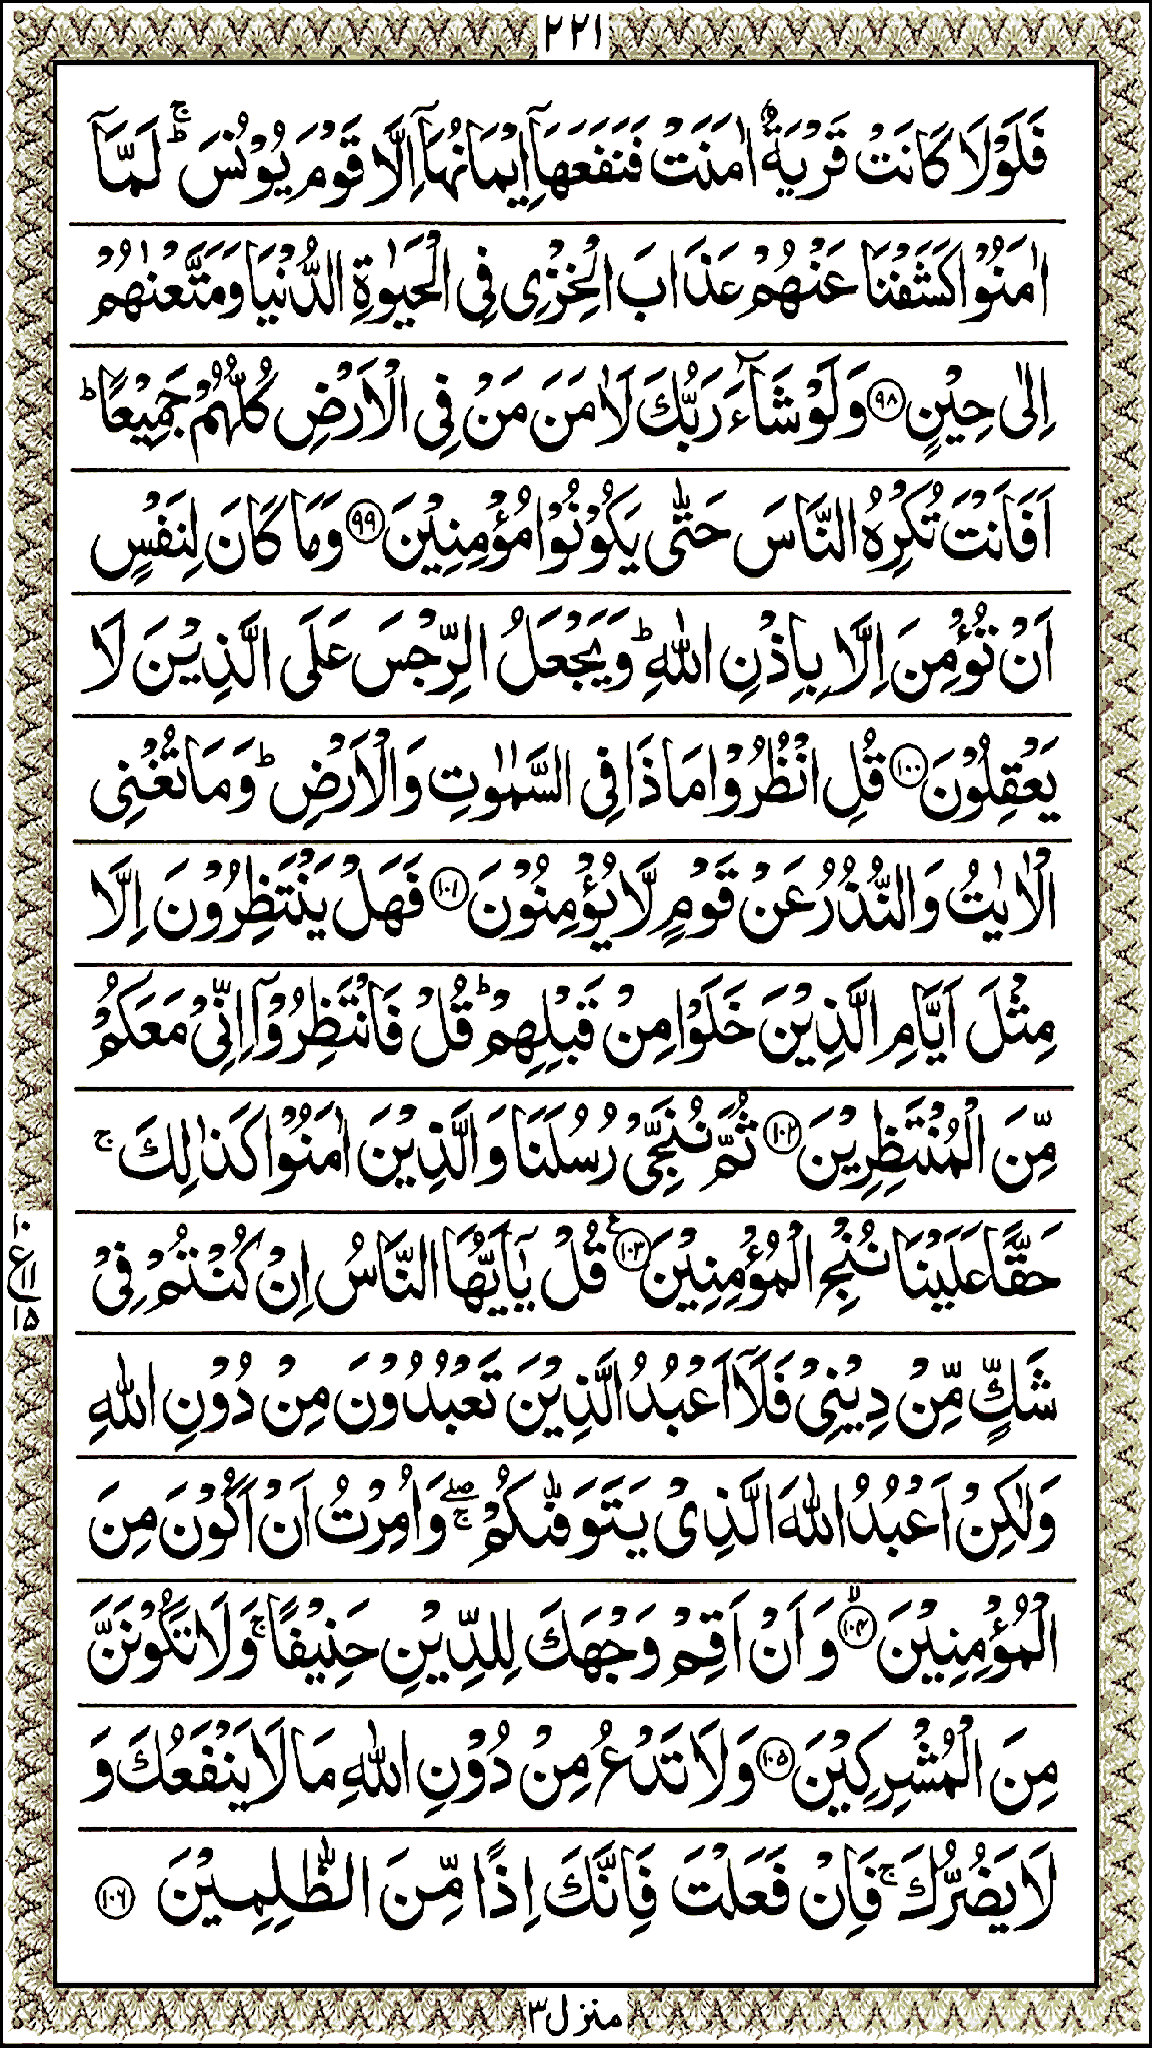 ٢٢١
فَلَوْلَا كَانَتْ قَرْيَةٌ اٰمَنَتْ فَنَفَعَهَاۤ اِيْمَانُهَاۤ اِلَّا قَوْمَ يُوْنُسَ ؕۚ لَمَّاۤ
اٰمَنُوْا كَشَفْنَا عَنْهُمْ عَذَابَ الْخِزْىِ فِى الْحَيٰوةِ الدُّنْيَا وَمَتَّعْنٰهُمْ
اِلٰى حِيْنٍ ﴿٩٨﴾ وَلَوْ شَآءَ رَبُّكَ لَاٰمَنَ مَنْ فِى الْاَرْضِ كُلُّهُمْ جَمِيْعًا ؕ
اَفَاَنْتَ تُكْرِهُ النَّاسَ حَتّٰى يَكُوْنُوْا مُؤْمِنِيْنَ ﴿٩٩﴾ وَمَا كَانَ لِنَفْسٍ
اَنْ تُؤْمِنَ اِلَّا بِاِذْنِ اللّٰهِ ؕ وَيَجْعَلُ الرِّجْسَ عَلَى الَّذِيْنَ لَا
يَعْقِلُوْنَ ﴿١٠٠﴾ قُلِ انْظُرُوْا مَاذَا فِى السَّمٰوٰتِ وَالْاَرْضِ ؕ وَمَا تُغْنِى
الْاٰيٰتُ وَالنُّذُرُ عَنْ قَوْمٍ لَّا يُؤْمِنُوْنَ ﴿١٠١﴾ فَهَلْ يَنْتَظِرُوْنَ اِلَّا
مِثْلَ اَيَّامِ الَّذِيْنَ خَلَوْا مِنْ قَبْلِهِمْ ؕ قُلْ فَانْتَظِرُوْۤا اِنِّىْ مَعَكُمْ
مِّنَ الْمُنْتَظِرِيْنَ ﴿١٠٢﴾ ثُمَّ نُنَجِّىْ رُسُلَنَا وَالَّذِيْنَ اٰمَنُوْا كَذٰلِكَ ۚ
حَقًّا عَلَيْنَا نُنْجِ الْمُؤْمِنِيْنَ ﴿١٠٣﴾ ع قُلْ يٰۤاَيُّهَا النَّاسُ اِنْ كُنْتُمْ فِىْ
١٠
ع
١١
١٥
شَكٍّ مِّنْ دِيْنِىْ فَلَاۤ اَعْبُدُ الَّذِيْنَ تَعْبُدُوْنَ مِنْ دُوْنِ اللّٰهِ
وَلٰكِنْ اَعْبُدُ اللّٰهَ الَّذِىْ يَتَوَفّٰٮكُمْ ۖۚ وَاُمِرْتُ اَنْ اَكُوْنَ مِنَ
الْمُؤْمِنِيْنَ ۙ﴿١٠٤﴾ وَاَنْ اَقِمْ وَجْهَكَ لِلدِّيْنِ حَنِيْفًا ۚ وَلَا تَكُوْنَنَّ
مِنَ الْمُشْرِكِيْنَ ﴿١٠٥﴾ وَلَا تَدْعُ مِنْ دُوْنِ اللّٰهِ مَا لَا يَنْفَعُكَ وَ
لَا يَضُرُّكَ ۚ فَاِنْ فَعَلْتَ فَاِنَّكَ اِذًا مِّنَ الظّٰلِمِيْنَ ﴿١٠٦﴾
منزل ٣